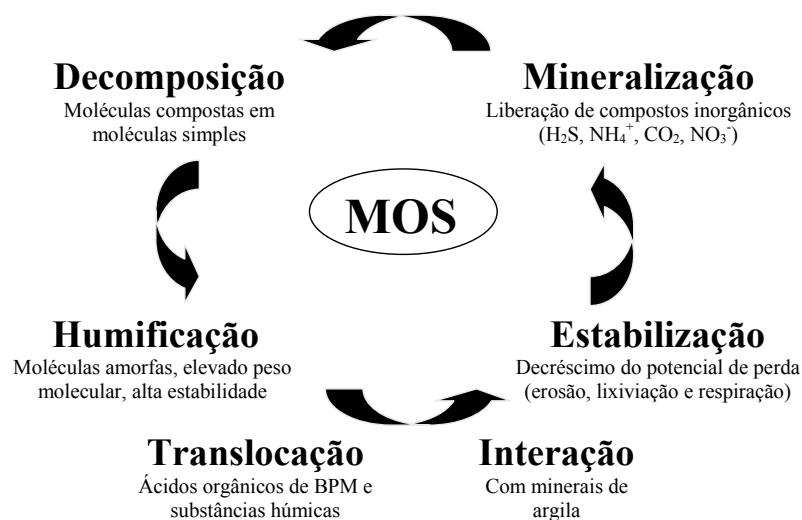 Decomposição
Moléculas compostas em
moléculas simples
Mineralização
Liberação de compostos inorgânicos
(H₂S, NH₄⁺, CO₂, NO₃⁻)
MOS
Humificação
Moléculas amorfas, elevado peso
molecular, alta estabilidade
Estabilização
Decréscimo do potencial de perda
(erosão, lixiviação e respiração)
Translocação
Ácidos orgânicos de BPM e
substâncias húmicas
Interação
Com minerais de
argila